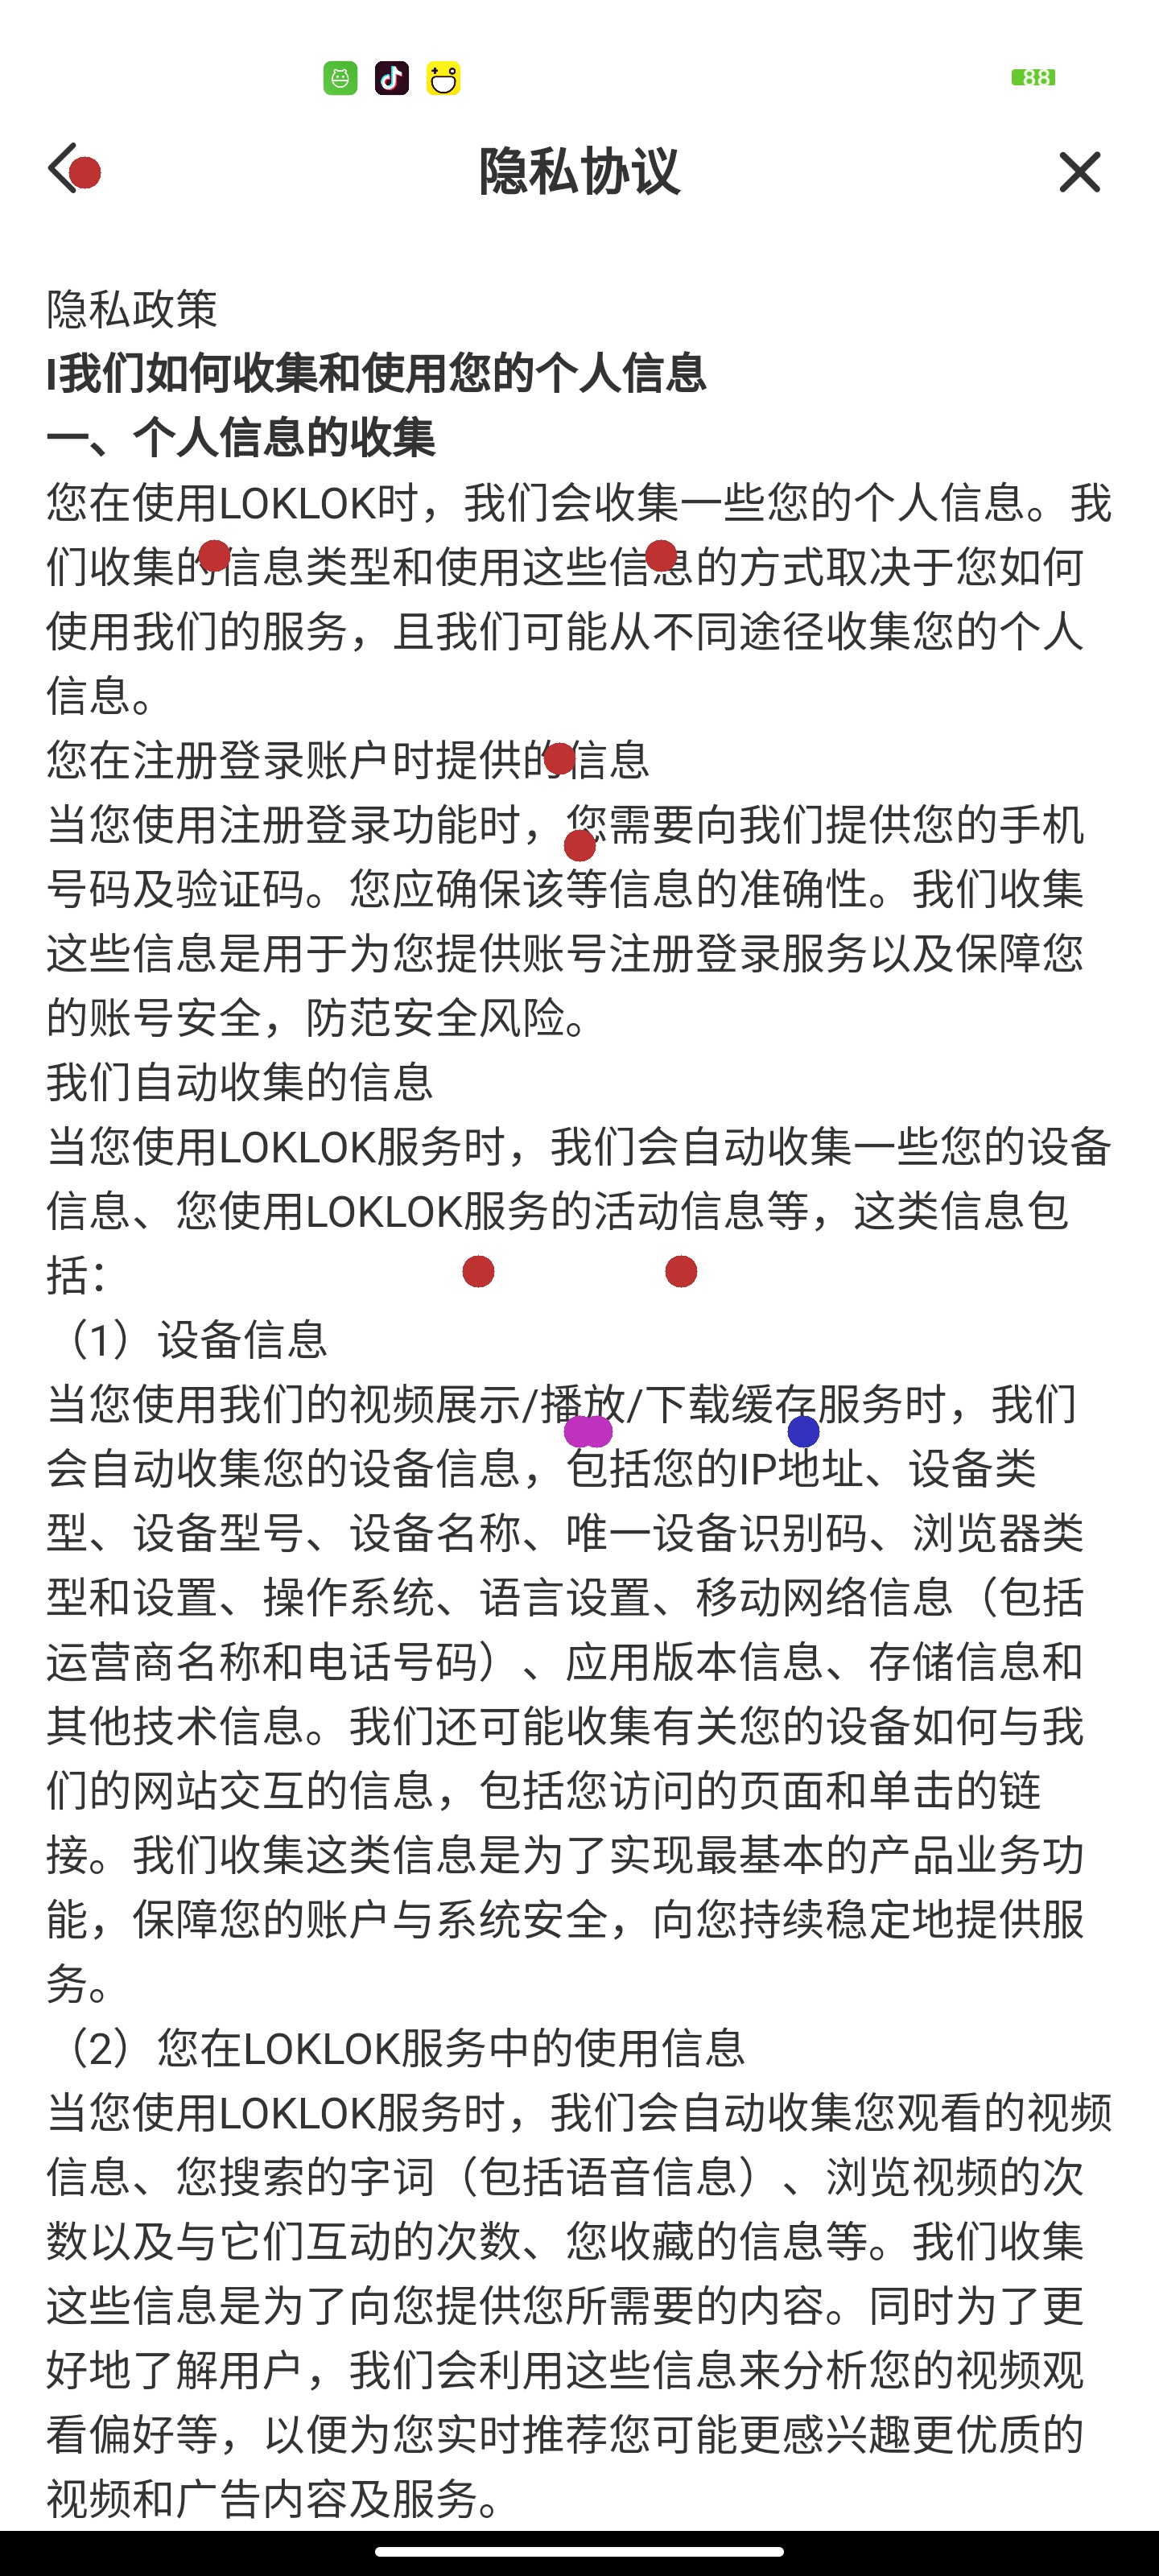 88
隐私协议
隐私政策
I我们如何收集和使用您的个人信息
一、个人信息的收集
您在使用LOKLOK时，我们会收集一些您的个人信息。我
们收集的信息类型和使用这些信息的方式取决于您如何
使用我们的服务，且我们可能从不同途径收集您的个人
信息。
您在注册登录账户时提供的信息
当您使用注册登录功能时，您需要向我们提供您的手机
号码及验证码。您应确保该等信息的准确性。我们收集
这些信息是用于为您提供账号注册登录服务以及保障您
的账号安全，防范安全风险。
我们自动收集的信息
当您使用LOKLOK服务时，我们会自动收集一些您的设备
信息、您使用LOKLOK服务的活动信息等，这类信息包
括：
（1）设备信息
当您使用我们的视频展示/播放/下载缓存服务时，我们
会自动收集您的设备信息，包括您的IP地址、设备类
型、设备型号、设备名称、唯一设备识别码、浏览器类
型和设置、操作系统、语言设置、移动网络信息（包括
运营商名称和电话号码）、应用版本信息、存储信息和
其他技术信息。我们还可能收集有关您的设备如何与我
们的网站交互的信息，包括您访问的页面和单击的链
接。我们收集这类信息是为了实现最基本的产品业务功
能，保障您的账户与系统安全，向您持续稳定地提供服
务。
（2）您在LOKLOK服务中的使用信息
当您使用LOKLOK服务时，我们会自动收集您观看的视频
信息、您搜索的字词（包括语音信息）、浏览视频的次
数以及与它们互动的次数、您收藏的信息等。我们收集
这些信息是为了向您提供您所需要的内容。同时为了更
好地了解用户，我们会利用这些信息来分析您的视频观
看偏好等，以便为您实时推荐您可能更感兴趣更优质的
视频和广告内容及服务。